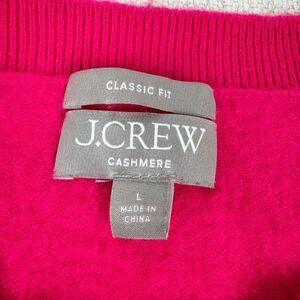 CLASSIC FIT
J.CREW
CASHMERE
L
MADE IN
CHINA